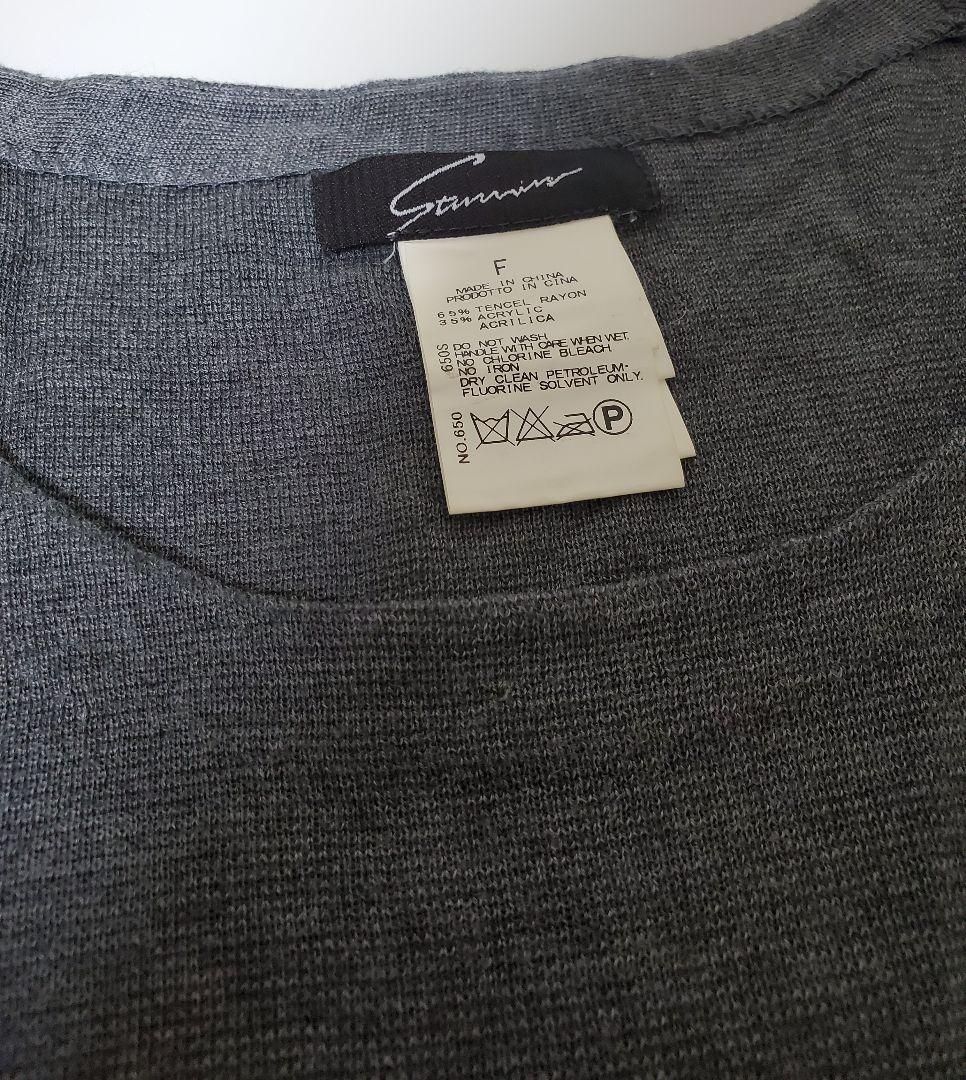 F
MADE IN CHINA
PRODOTTO IN CINA
65% TENCEL RAYON
35% ACRYLIC
ACRILICA
650S
DO NOT WASH.
HANDLE WITH CARE WHEN WET.
NO CHLORINE BLEACH
NO IRON
DRY CLEAN PETROLEUM-
FLUORINE SOLVENT ONLY.
NO.650
P